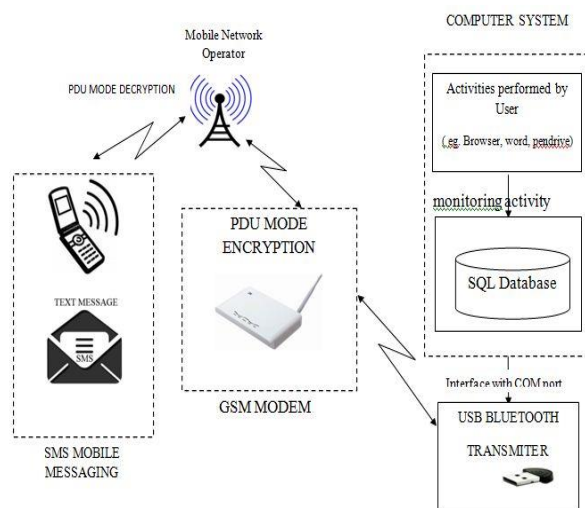 COMPUTER SYSTEM
Mobile Network
Operator
PDU MODE DECRYPTION
Activities performed by
User
( eg. Browser, word, pendrive)
monitoring activity
SQL Database
PDU MODE
ENCRYPTION
TEXT MESSAGE
SMS
GSM MODEM
Interface with COM port
USB BLUETOOTH
TRANSMITER
SMS MOBILE
MESSAGING